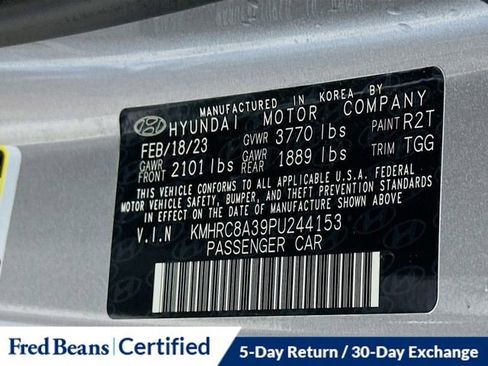 MANUFACTURED IN KOREA BY
HYUNDAI MOTOR COMPANY
FEB/18/23 GVWR 3770 lbs PAINT R2T
GAWR FRONT 2101 lbs GAWR REAR 1889 lbs TRIM TGG
THIS VEHICLE CONFORMS TO ALL APPLICABLE U.S.A. FEDERAL
MOTOR VEHICLE SAFETY, BUMPER, AND THEFT PREVENTION STANDARDS
IN EFFECT ON THE DATE OF MANUFACTURE SHOWN ABOVE.
V.I.N KMHRC8A39PU244153
PASSENGER CAR
Fred Beans Certified
5-Day Return / 30-Day Exchange